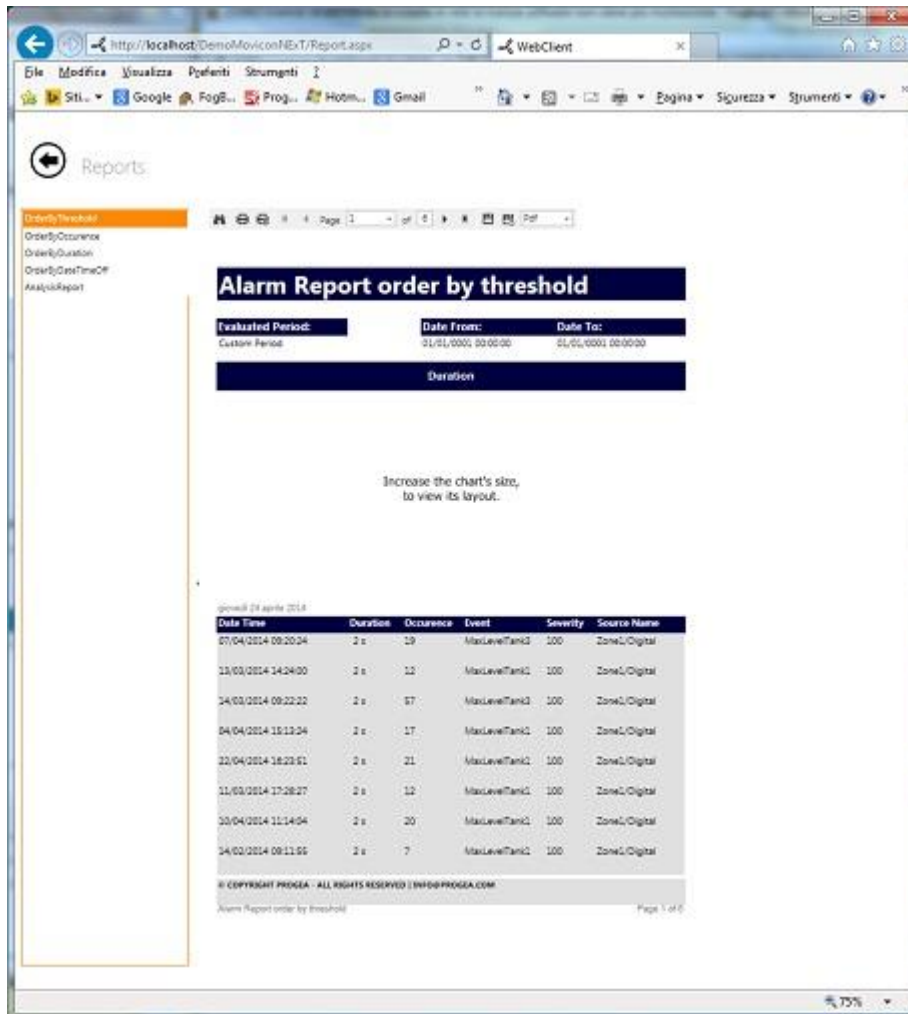 http://localhost/DemoMoviconNExT/Report.aspx
WebClient
File Modifica Visualizza Preferiti Strumenti ?
Siti... Google FogB... Prog... Hotm... Gmail
Pagina Sicurezza Strumenti
Reports
OrderByThreshold
OrderByOccurence
OrderByDuration
OrderByDateTimeOff
AnalysisReport
Page 1 of 6 Pdf
Alarm Report order by threshold
Evaluated Period: Date From: Date To:
Custom Period 01/01/0001 00:00:00 01/01/0001 00:00:00
Duration
Increase the chart's size,
to view its layout.
giovedì 24 aprile 2014
Date Time Duration Occurence Event Severity Source Name
07/04/2014 09:20:34 2 s 19 100 Zone1/Digital
13/03/2014 14:24:00 2 s 12 MaxLevelTank1 100 Zone1/Digital
14/03/2014 09:22:22 2 s 57 100 Zone1/Digital
04/04/2014 15:13:34 2 s 17 MaxLevelTank1 100 Zone1/Digital
22/04/2014 16:23:51 2 s 21 MaxLevelTank1 100 Zone1/Digital
11/03/2014 17:28:27 2 s 12 MaxLevelTank1 100 Zone1/Digital
10/04/2014 11:14:04 2 s 20 MaxLevelTank1 100 Zone1/Digital
14/02/2014 09:11:55 2 s 7 MaxLevelTank1 100 Zone1/Digital
© COPYRIGHT PROGEA - ALL RIGHTS RESERVED | INFO@PROGEA.COM
Alarm Report order by threshold Page 1 of 6
75%